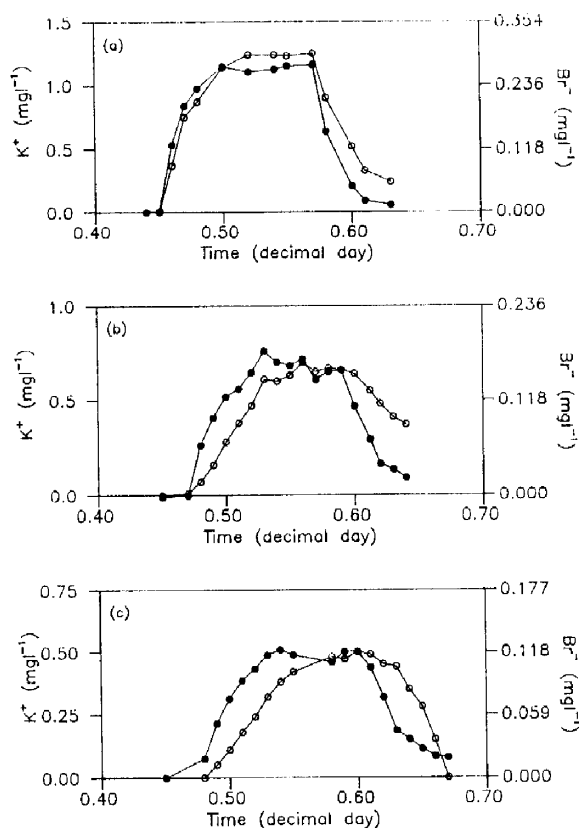 (a)
1.5
1.0
0.5
0.0
K⁺ (mgl⁻¹)
0.354
0.236
0.118
0.000
Br⁻ (mgl⁻¹)
0.40 0.50 0.60 0.70
Time (decimal day)
(b)
1.0
0.5
0.0
K⁺ (mgl⁻¹)
0.236
0.118
0.000
Br⁻ (mgl⁻¹)
0.40 0.50 0.60 0.70
Time (decimal day)
(c)
0.75
0.50
0.25
0.00
K⁺ (mgl⁻¹)
0.177
0.118
0.059
0.000
Br⁻ (mgl⁻¹)
0.40 0.50 0.60 0.70
Time (decimal day)